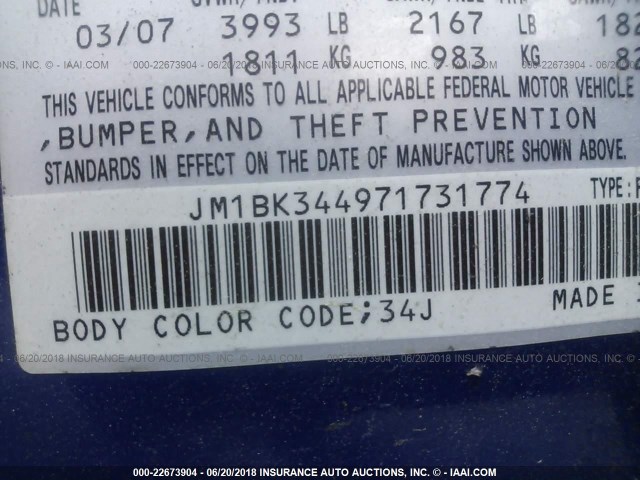 DATE
03/07 3993 LB 2167 LB
1811 KG 983 KG
THIS VEHICLE CONFORMS TO ALL APPLICABLE FEDERAL MOTOR VEHICLE
,BUMPER,AND THEFT PREVENTION
STANDARDS IN EFFECT ON THE DATE OF MANUFACTURE SHOWN ABOVE.
JM1BK344971731774 TYPE:
BODY COLOR CODE;34J MADE
000-22673904 - 06/20/2018 INSURANCE AUTO AUCTIONS, INC. - © IAAI.COM